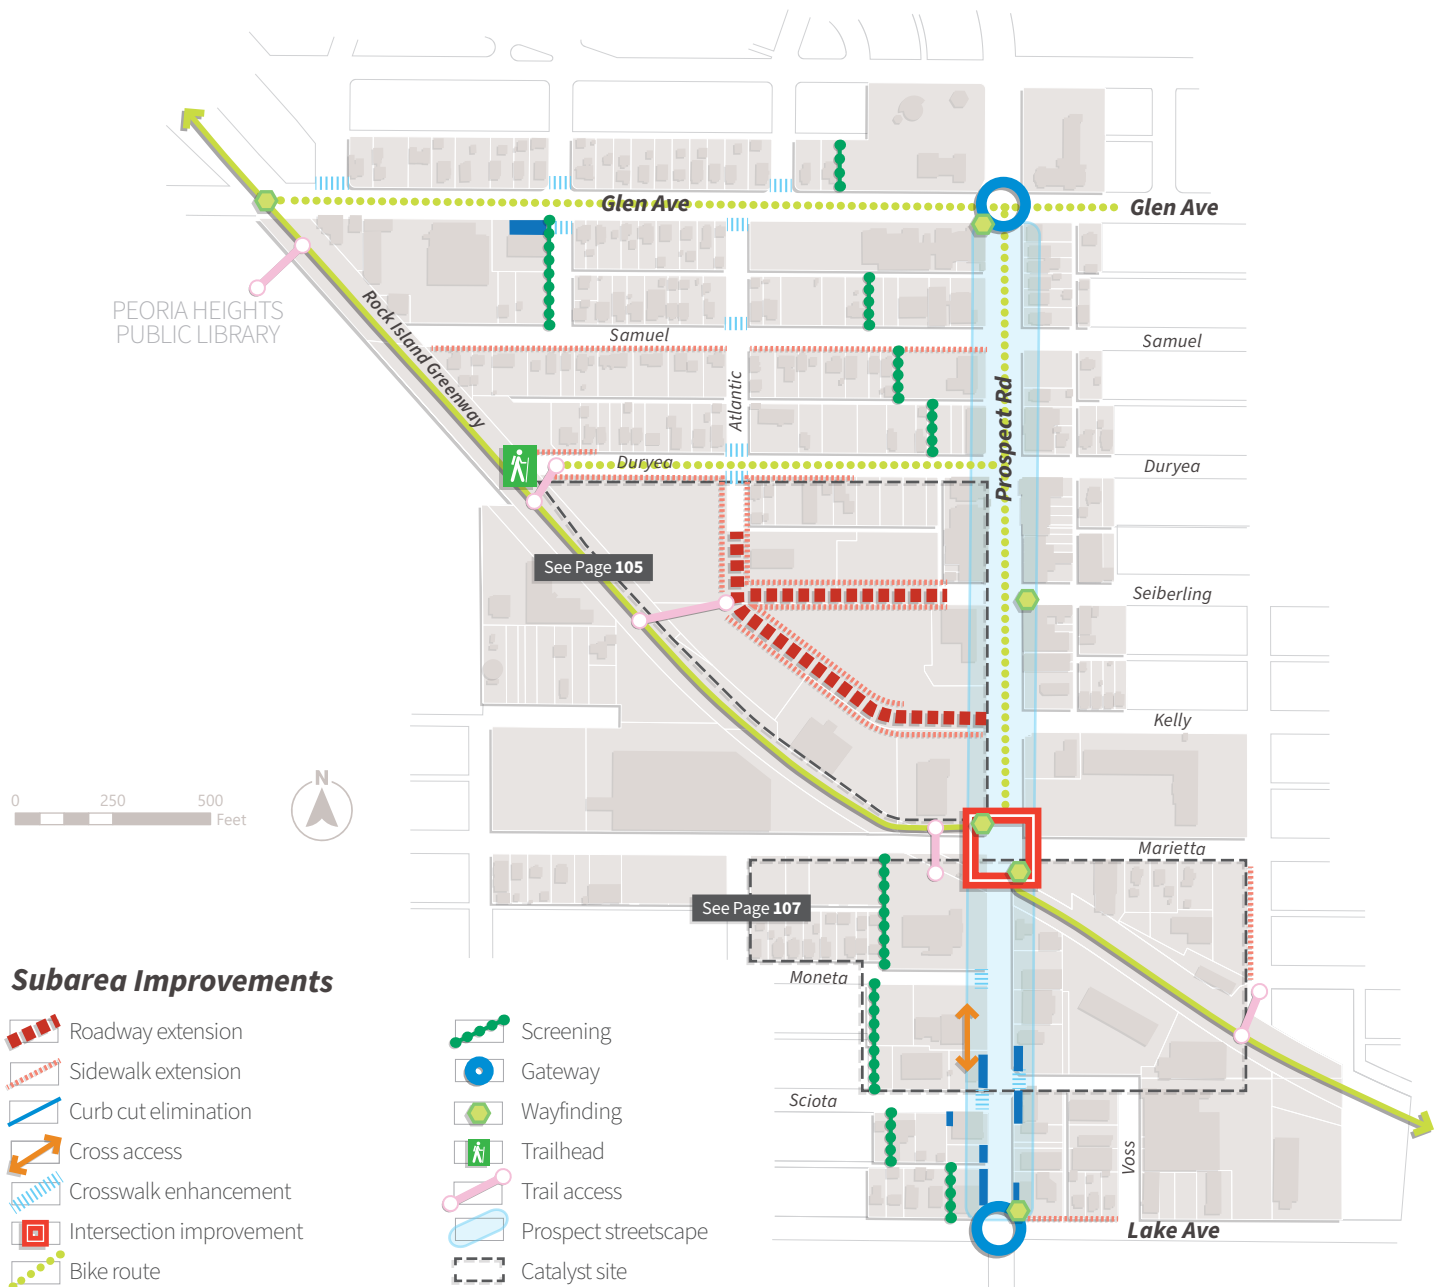 Glen Ave
Glen Ave
PEORIA HEIGHTS
PUBLIC LIBRARY
Rock Island Greenway
Samuel
Samuel
Atlantic
Prospect Rd
Duryea
Duryea
See Page 105
Seiberling
Kelly
N
0 250 500
Feet
Marietta
See Page 107
Moneta
Sciota
Voss
Lake Ave
Subarea Improvements
Roadway extension
Sidewalk extension
Curb cut elimination
Cross access
Crosswalk enhancement
Intersection improvement
Bike route
Screening
Gateway
Wayfinding
Trailhead
Trail access
Prospect streetscape
Catalyst site